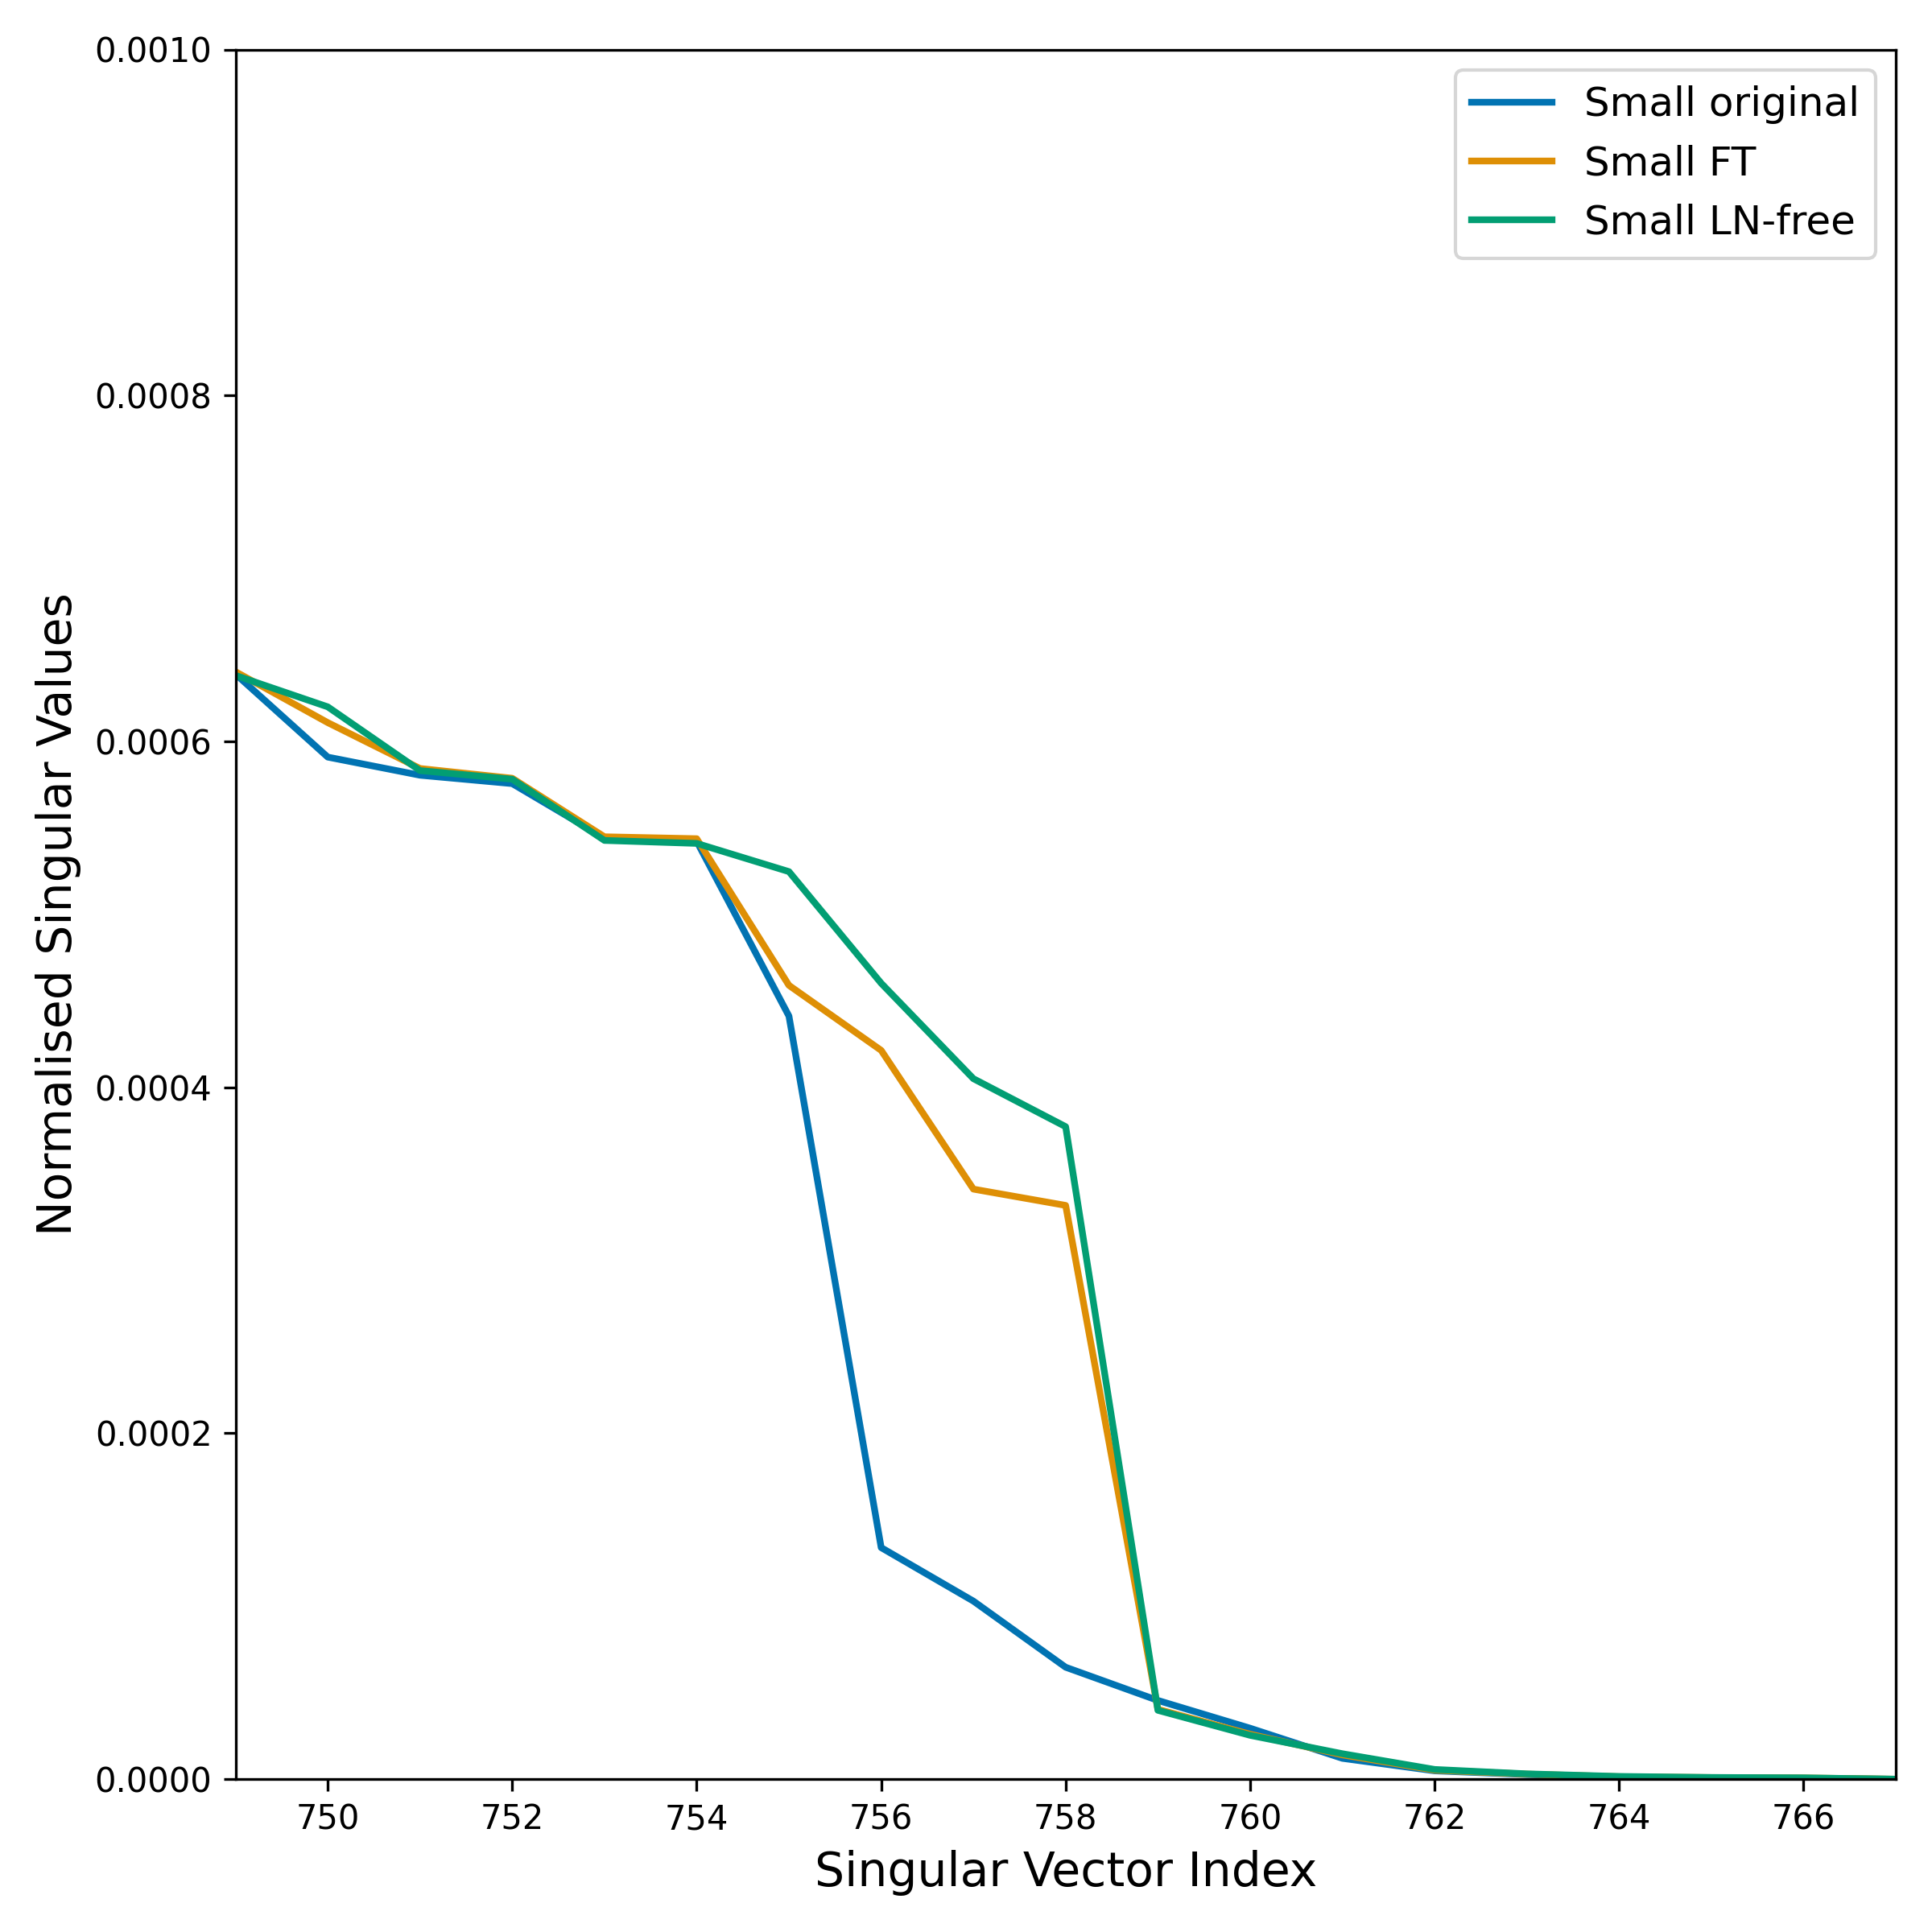 0.0010
0.0008
0.0006
0.0004
0.0002
0.0000
Normalised Singular Values
Small original
Small FT
Small LN-free
750 752 754 756 758 760 762 764 766
Singular Vector Index